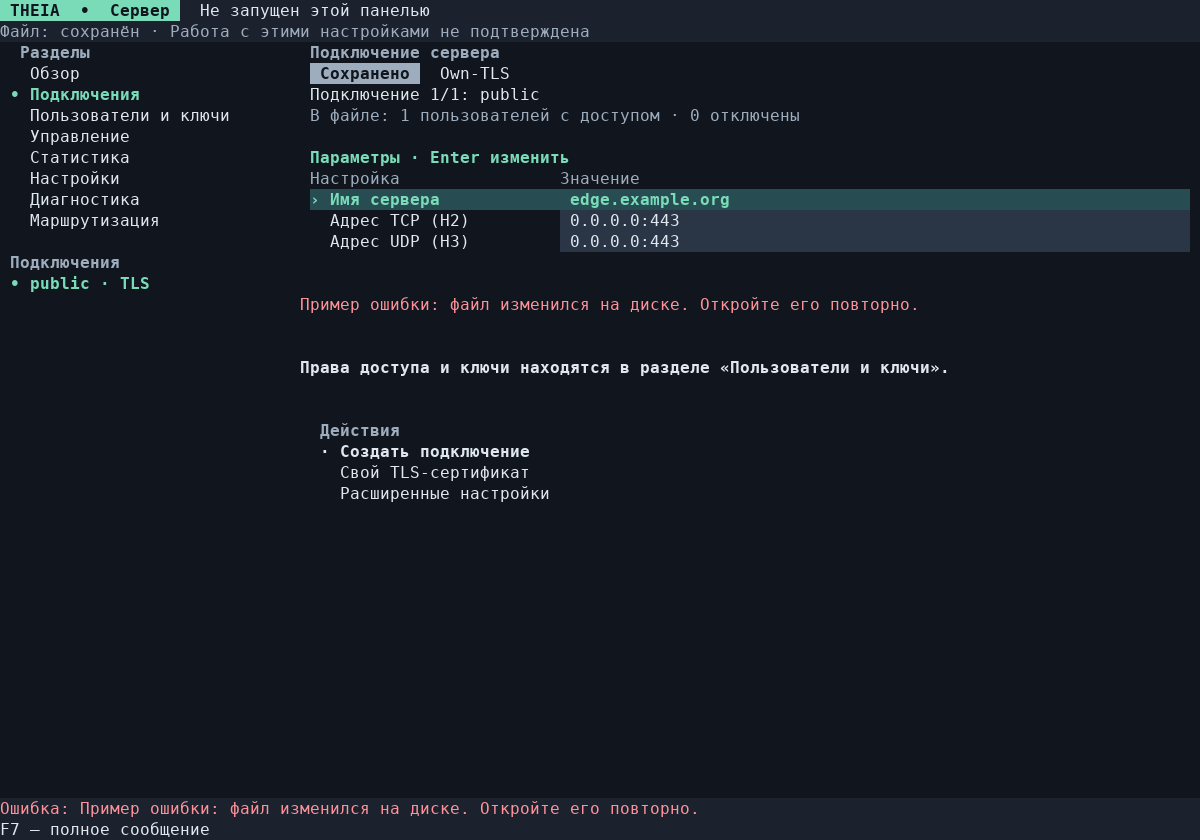 THEIA • Сервер Не запущен этой панелью
Файл: сохранён · Работа с этими настройками не подтверждена
Разделы
Обзор
• Подключения
Пользователи и ключи
Управление
Статистика
Настройки
Диагностика
Маршрутизация
Подключения
• public · TLS
Подключение сервера
Сохранено Own-TLS
Подключение 1/1: public
В файле: 1 пользователей с доступом · 0 отключены
Параметры · Enter изменить
Настройка Значение
› Имя сервера edge.example.org
Адрес TCP (H2) 0.0.0.0:443
Адрес UDP (H3) 0.0.0.0:443
Пример ошибки: файл изменился на диске. Откройте его повторно.
Права доступа и ключи находятся в разделе «Пользователи и ключи».
Действия
· Создать подключение
Свой TLS-сертификат
Расширенные настройки
Ошибка: Пример ошибки: файл изменился на диске. Откройте его повторно.
F7 — полное сообщение